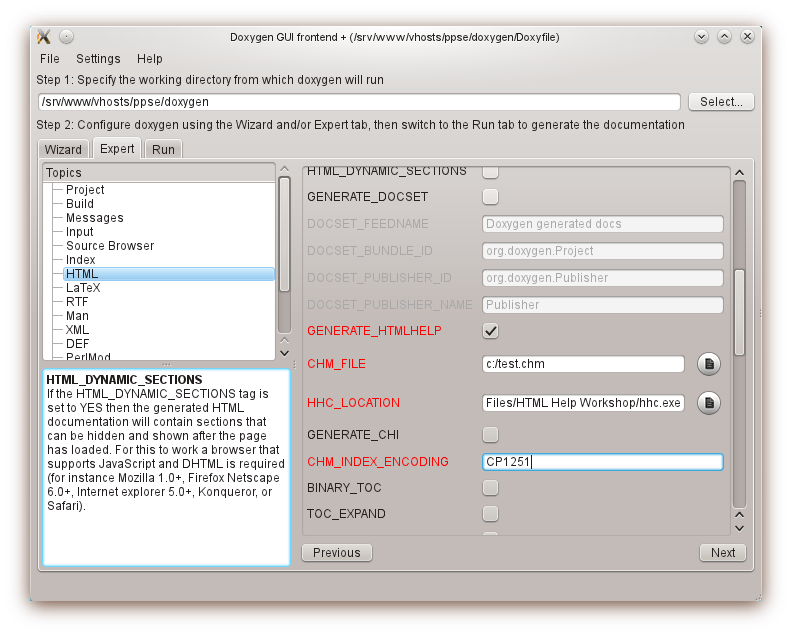 Doxygen GUI frontend + (/srv/www/vhosts/ppse/doxygen/Doxyfile)
File Settings Help
Step 1: Specify the working directory from which doxygen will run
/srv/www/vhosts/ppse/doxygen
Select...
Step 2: Configure doxygen using the Wizard and/or Expert tab, then switch to the Run tab to generate the documentation
Wizard Expert Run
Topics
Project
Build
Messages
Input
Source Browser
Index
HTML
LaTeX
RTF
Man
XML
DEF
PerlMod
HTML_DYNAMIC_SECTIONS
If the HTML_DYNAMIC_SECTIONS tag is
set to YES then the generated HTML
documentation will contain sections that
can be hidden and shown after the page
has loaded. For this to work a browser that
supports JavaScript and DHTML is required
(for instance Mozilla 1.0+, Firefox Netscape
6.0+, Internet explorer 5.0+, Konqueror, or
Safari).
HTML_DYNAMIC_SECTIONS
GENERATE_DOCSET
DOCSET_FEEDNAME Doxygen generated docs
DOCSET_BUNDLE_ID org.doxygen.Project
DOCSET_PUBLISHER_ID org.doxygen.Publisher
DOCSET_PUBLISHER_NAME Publisher
GENERATE_HTMLHELP
CHM_FILE c:/test.chm
HHC_LOCATION Files/HTML Help Workshop/hhc.exe
GENERATE_CHI
CHM_INDEX_ENCODING CP1251
BINARY_TOC
TOC_EXPAND
Previous Next